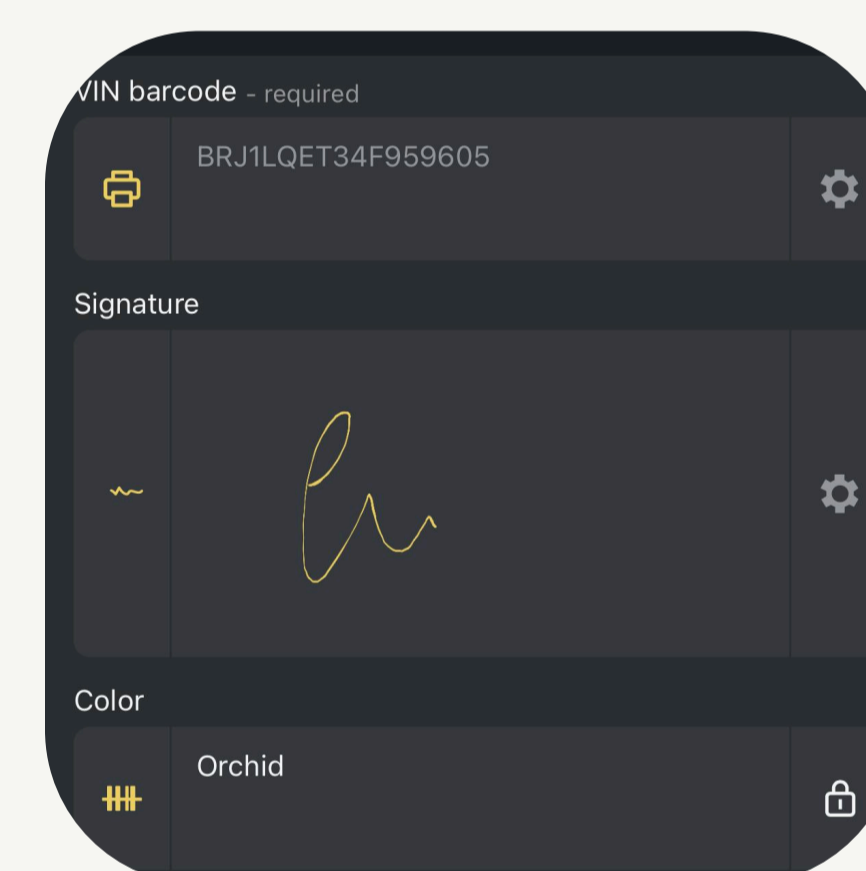 VIN barcode - required
BRJ1LQET34F959605
Signature
Color
Orchid